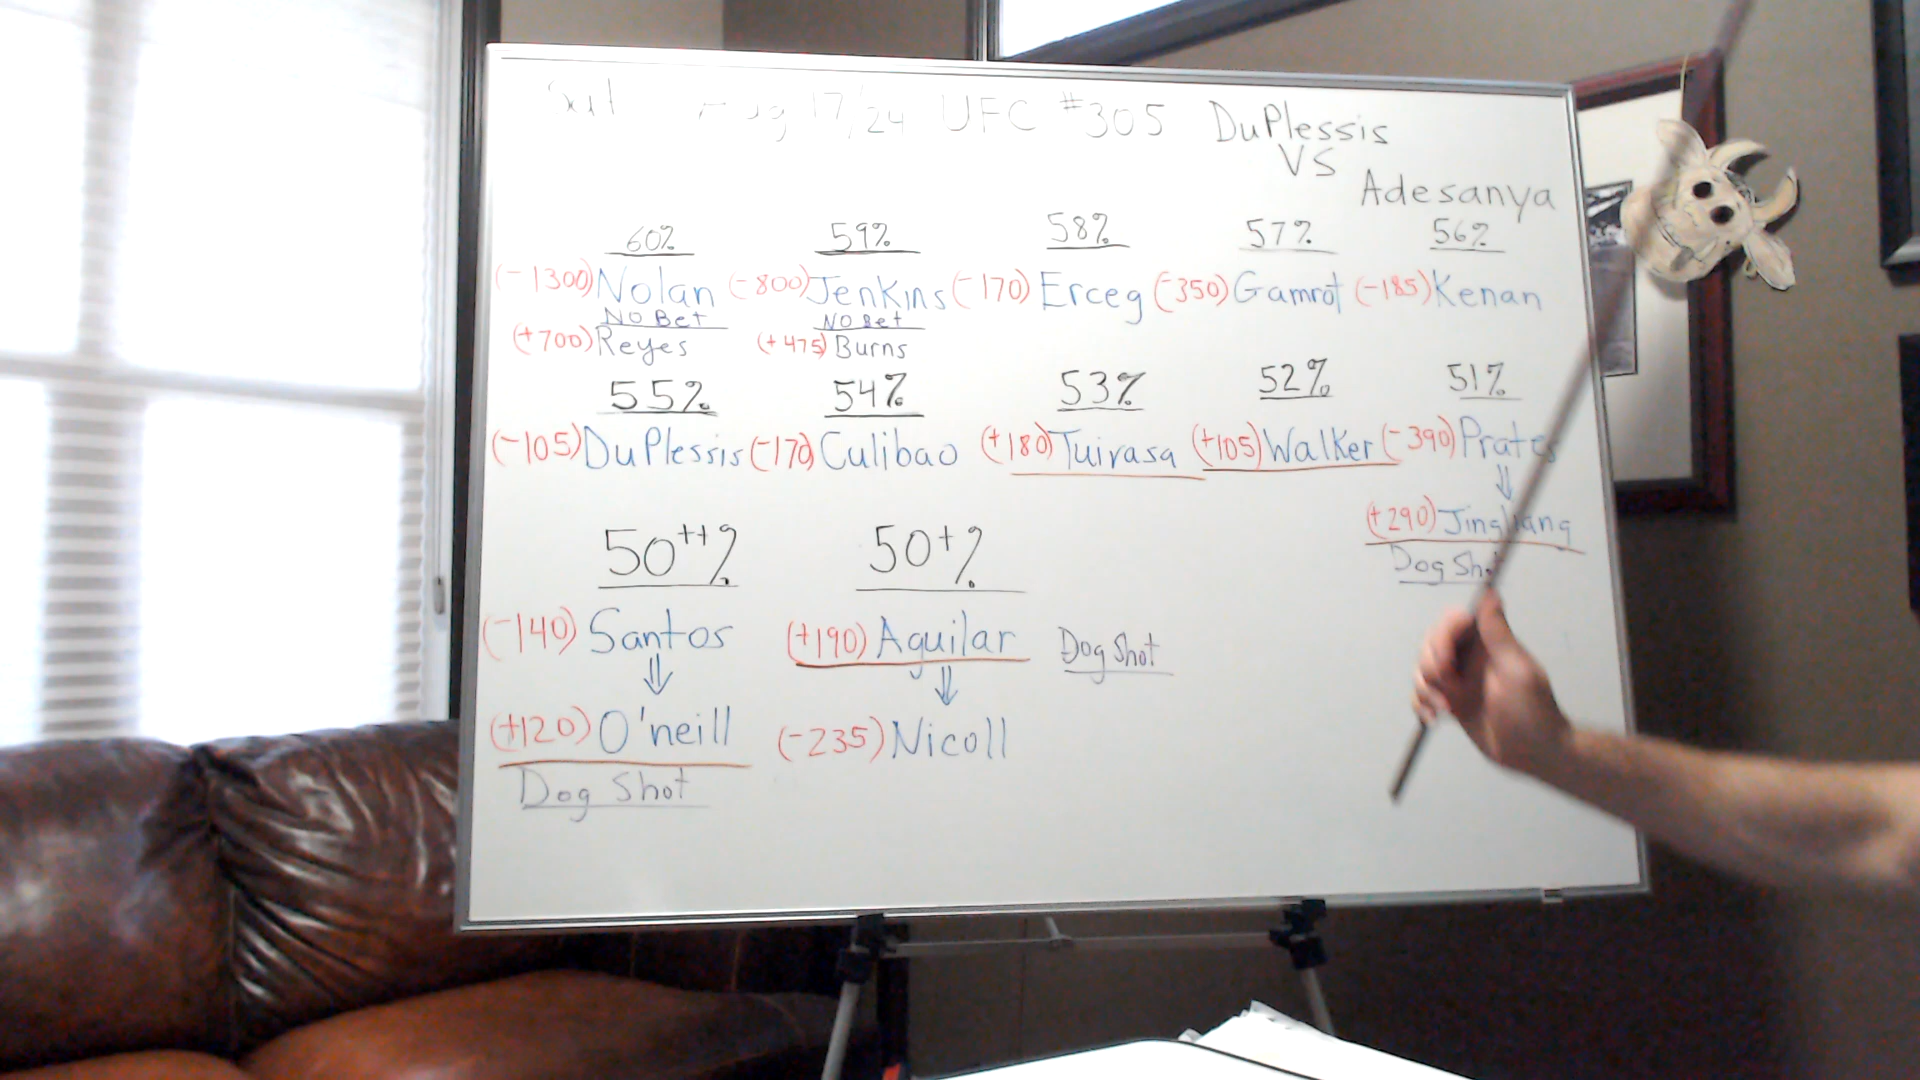 Sat Aug 17/24 UFC #305 DuPlessis
VS
Adesanya
60% 59% 58% 57% 56%
(-1300) Nolan (-800) Jenkins (-170) Erceg (-350) Gamrot (-185) Kenan
No Bet No Bet
(+700) Reyes (+475) Burns
55% 54% 53% 52% 51%
(-105) DuPlessis (-170) Culibao (+180) Tuivasa (+105) Walker (-390) Prates
⇓
(+290) Jingliang
Dog Shot
50++% 50+%
(-140) Santos (+190) Aguilar Dog Shot
⇓ ⇓
(+120) O'neill (-235) Nicoll
Dog Shot